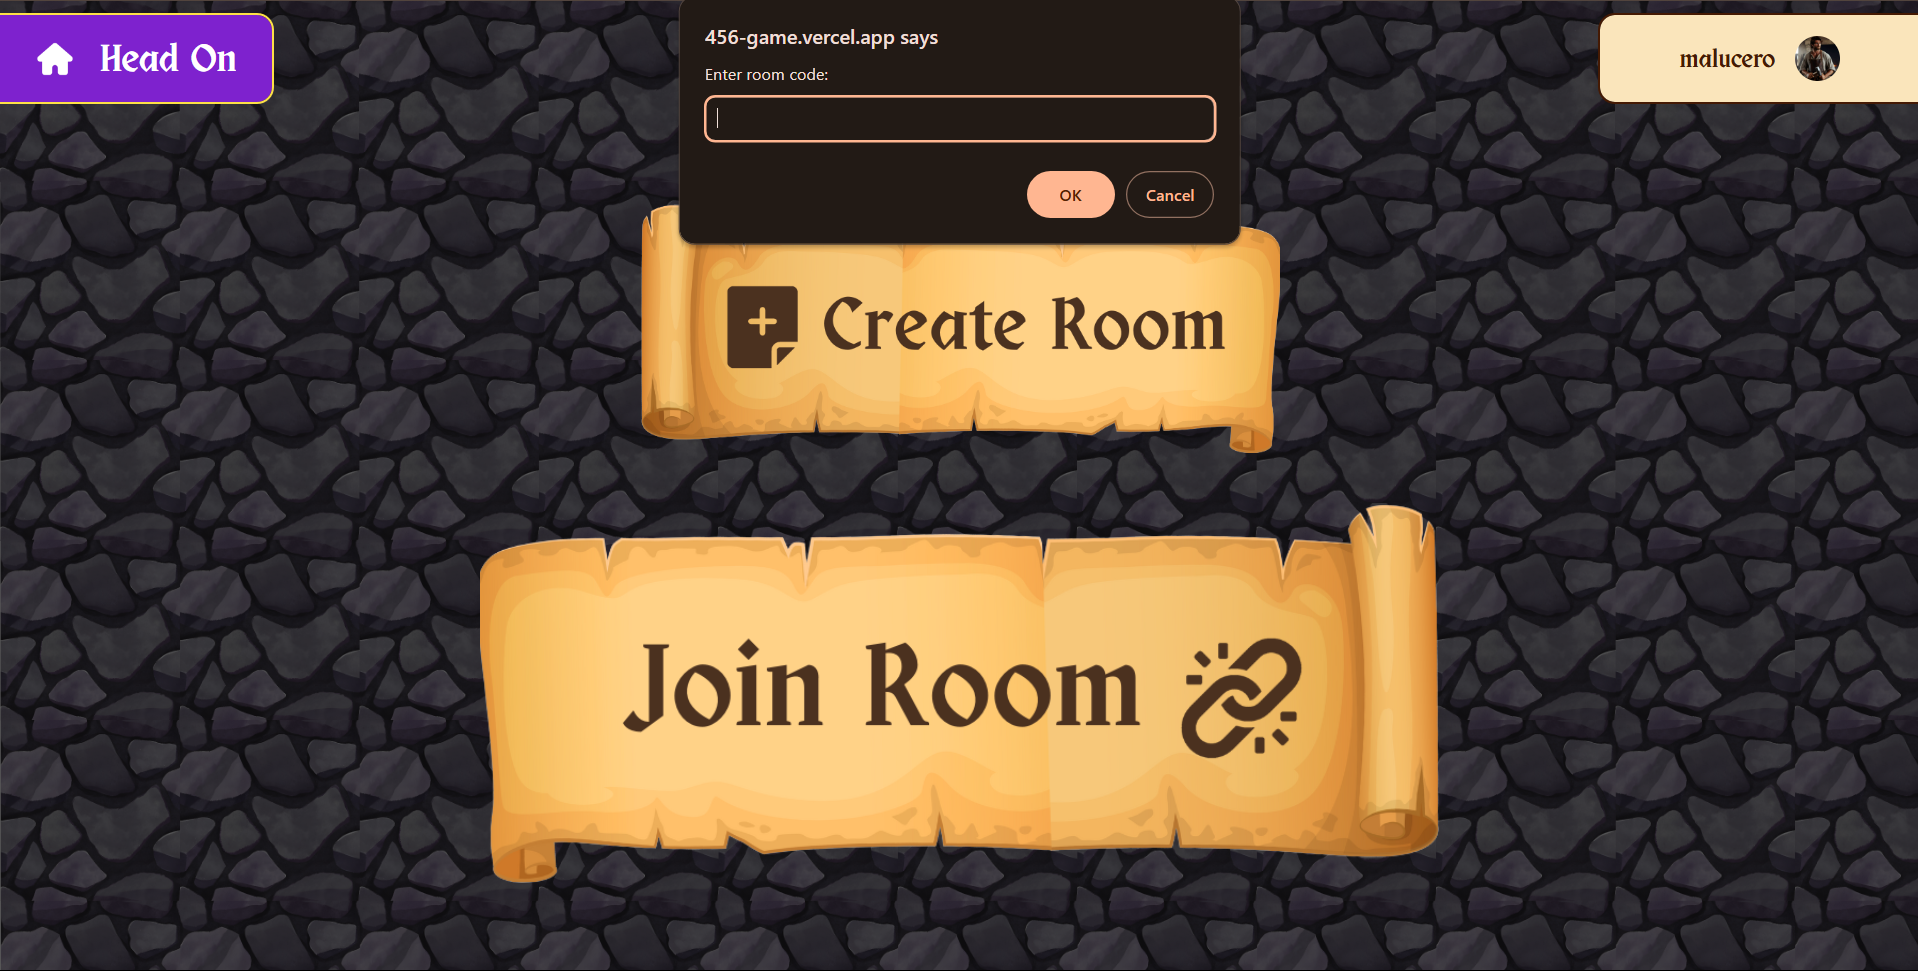 Head On
456-game.vercel.app says
Enter room code:
OK
Cancel
malucero
Create Room
Join Room